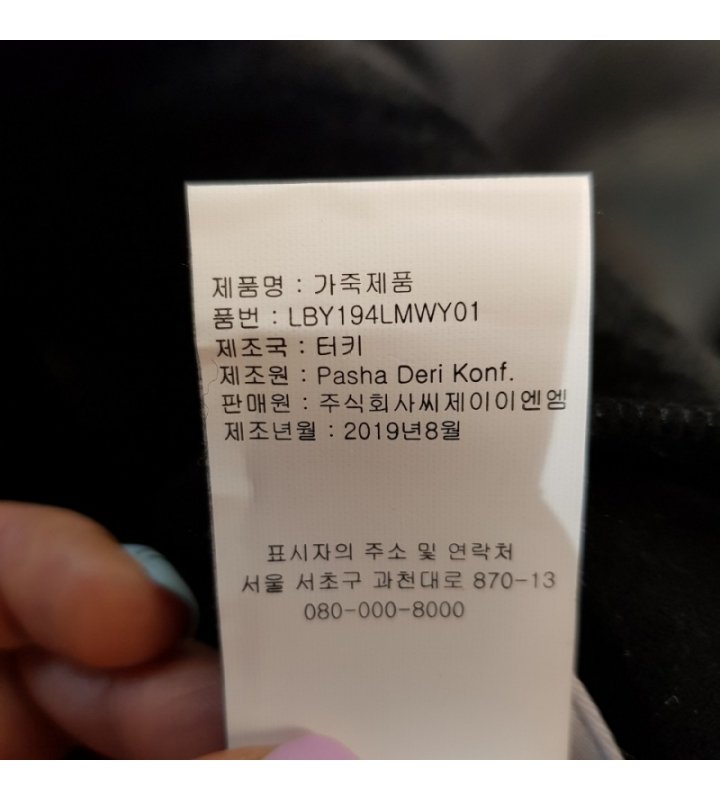 제품명 : 가죽제품
품번 : LBY194LMWY01
제조국 : 터키
제조원 : Pasha Deri Konf.
판매원 : 주식회사씨제이이엔엠
제조년월 : 2019년8월
표시자의 주소 및 연락처
서울 서초구 과천대로 870-13
080-000-8000